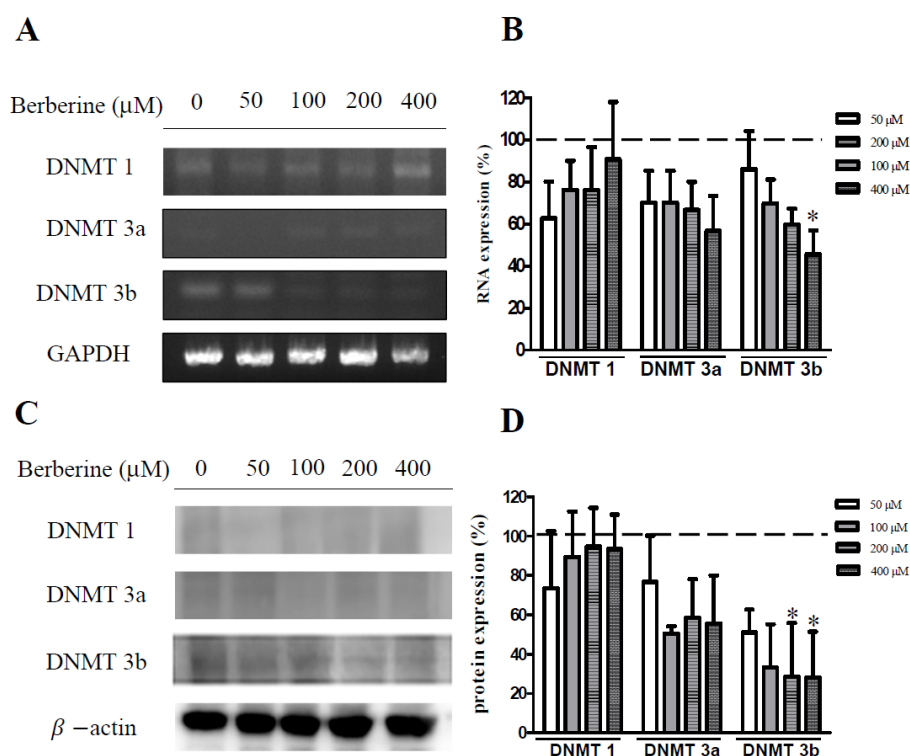 A
Berberine (µM) 0 50 100 200 400
DNMT 1
DNMT 3a
DNMT 3b
GAPDH
B
RNA expression (%)
120
100
80
60
40
20
0
DNMT 1 DNMT 3a DNMT 3b
*
50 µM
200 µM
100 µM
400 µM
C
Berberine (µM) 0 50 100 200 400
DNMT 1
DNMT 3a
DNMT 3b
β −actin
D
protein expression (%)
120
100
80
60
40
20
0
DNMT 1 DNMT 3a DNMT 3b
* *
50 µM
100 µM
200 µM
400 µM